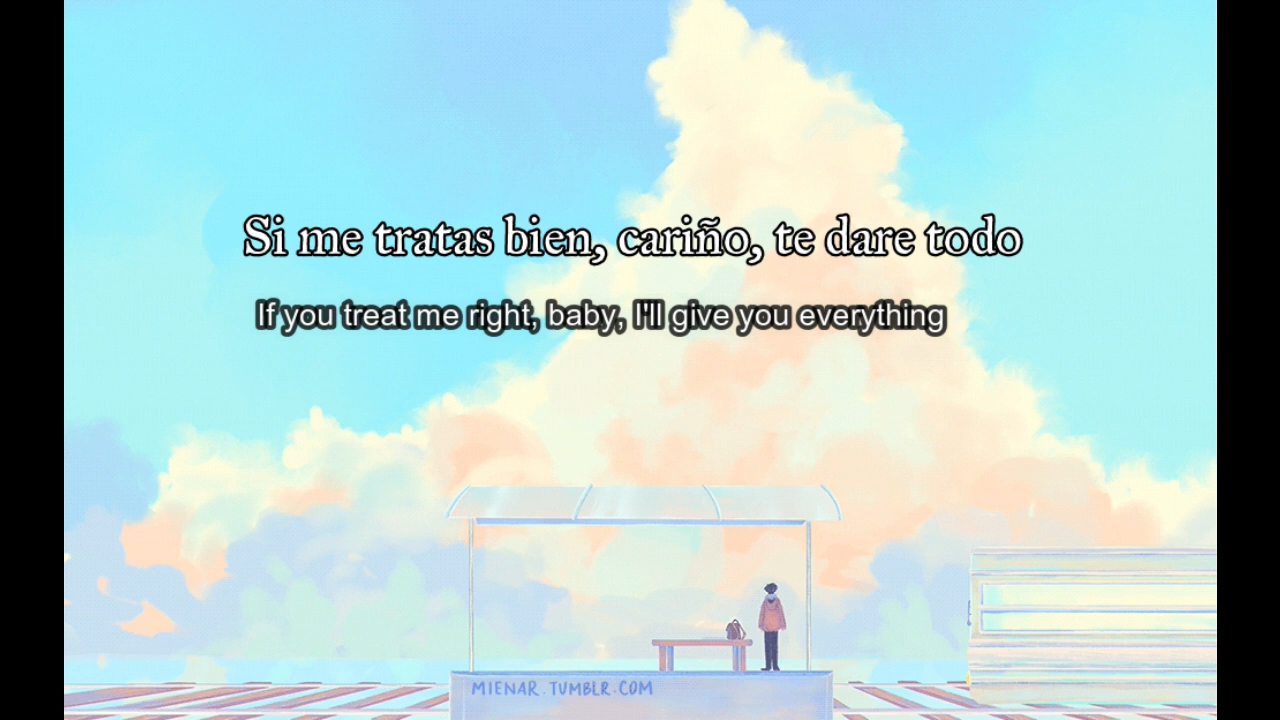 Si me tratas bien, cariño, te dare todo
If you treat me right, baby, I'll give you everything
MIENAR.TUMBLR.COM